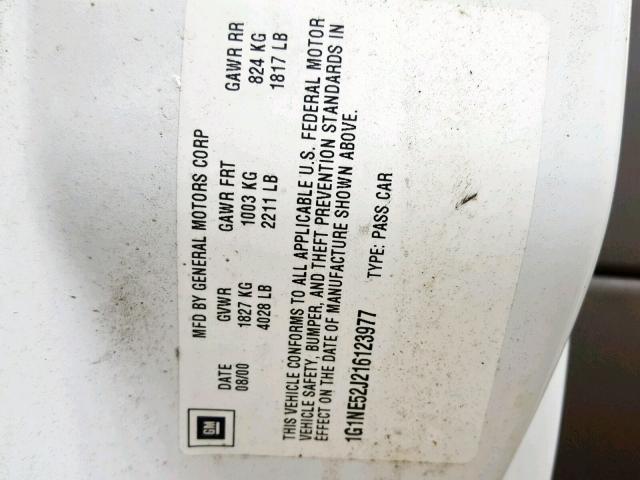 MFD BY GENERAL MOTORS CORP
DATE GVWR GAWR FRT GAWR RR
08/00 1827 KG 1003 KG 824 KG
4028 LB 2211 LB 1817 LB
THIS VEHICLE CONFORMS TO ALL APPLICABLE U.S. FEDERAL MOTOR
VEHICLE SAFETY, BUMPER, AND THEFT PREVENTION STANDARDS IN
EFFECT ON THE DATE OF MANUFACTURE SHOWN ABOVE.
1G1NE52J216123977 TYPE: PASS CAR
GM